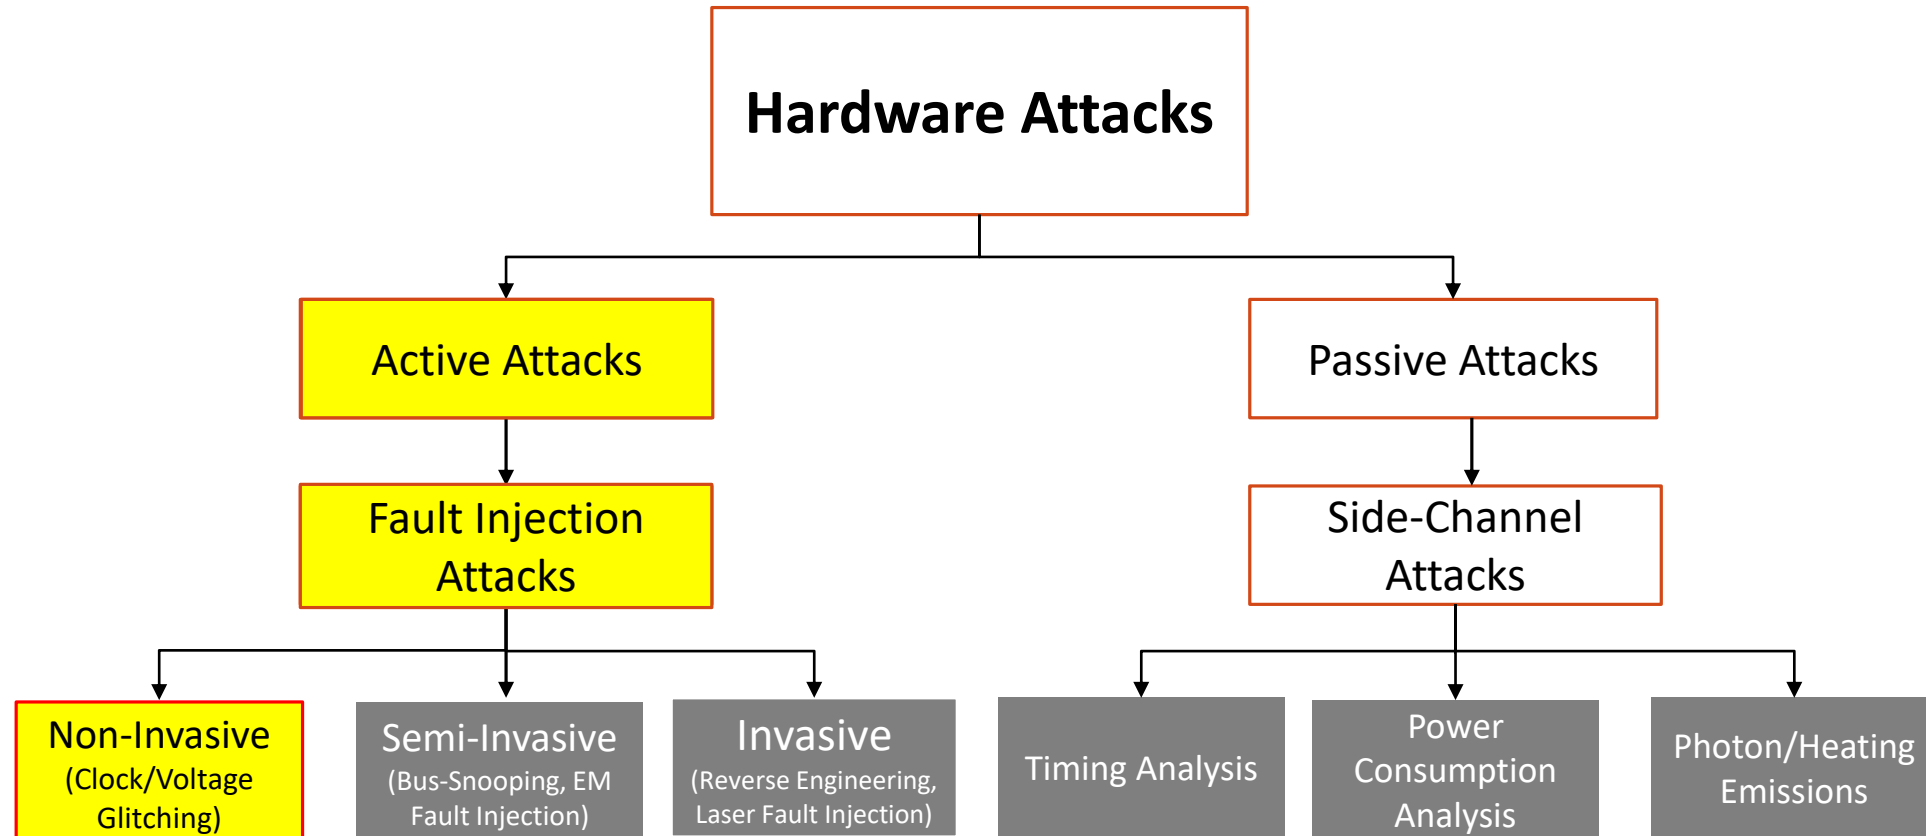 Hardware Attacks
Active Attacks
Passive Attacks
Fault Injection
Attacks
Side-Channel
Attacks
Non-Invasive
(Clock/Voltage
Glitching)
Semi-Invasive
(Bus-Snooping, EM
Fault Injection)
Invasive
(Reverse Engineering,
Laser Fault Injection)
Timing Analysis
Power
Consumption
Analysis
Photon/Heating
Emissions